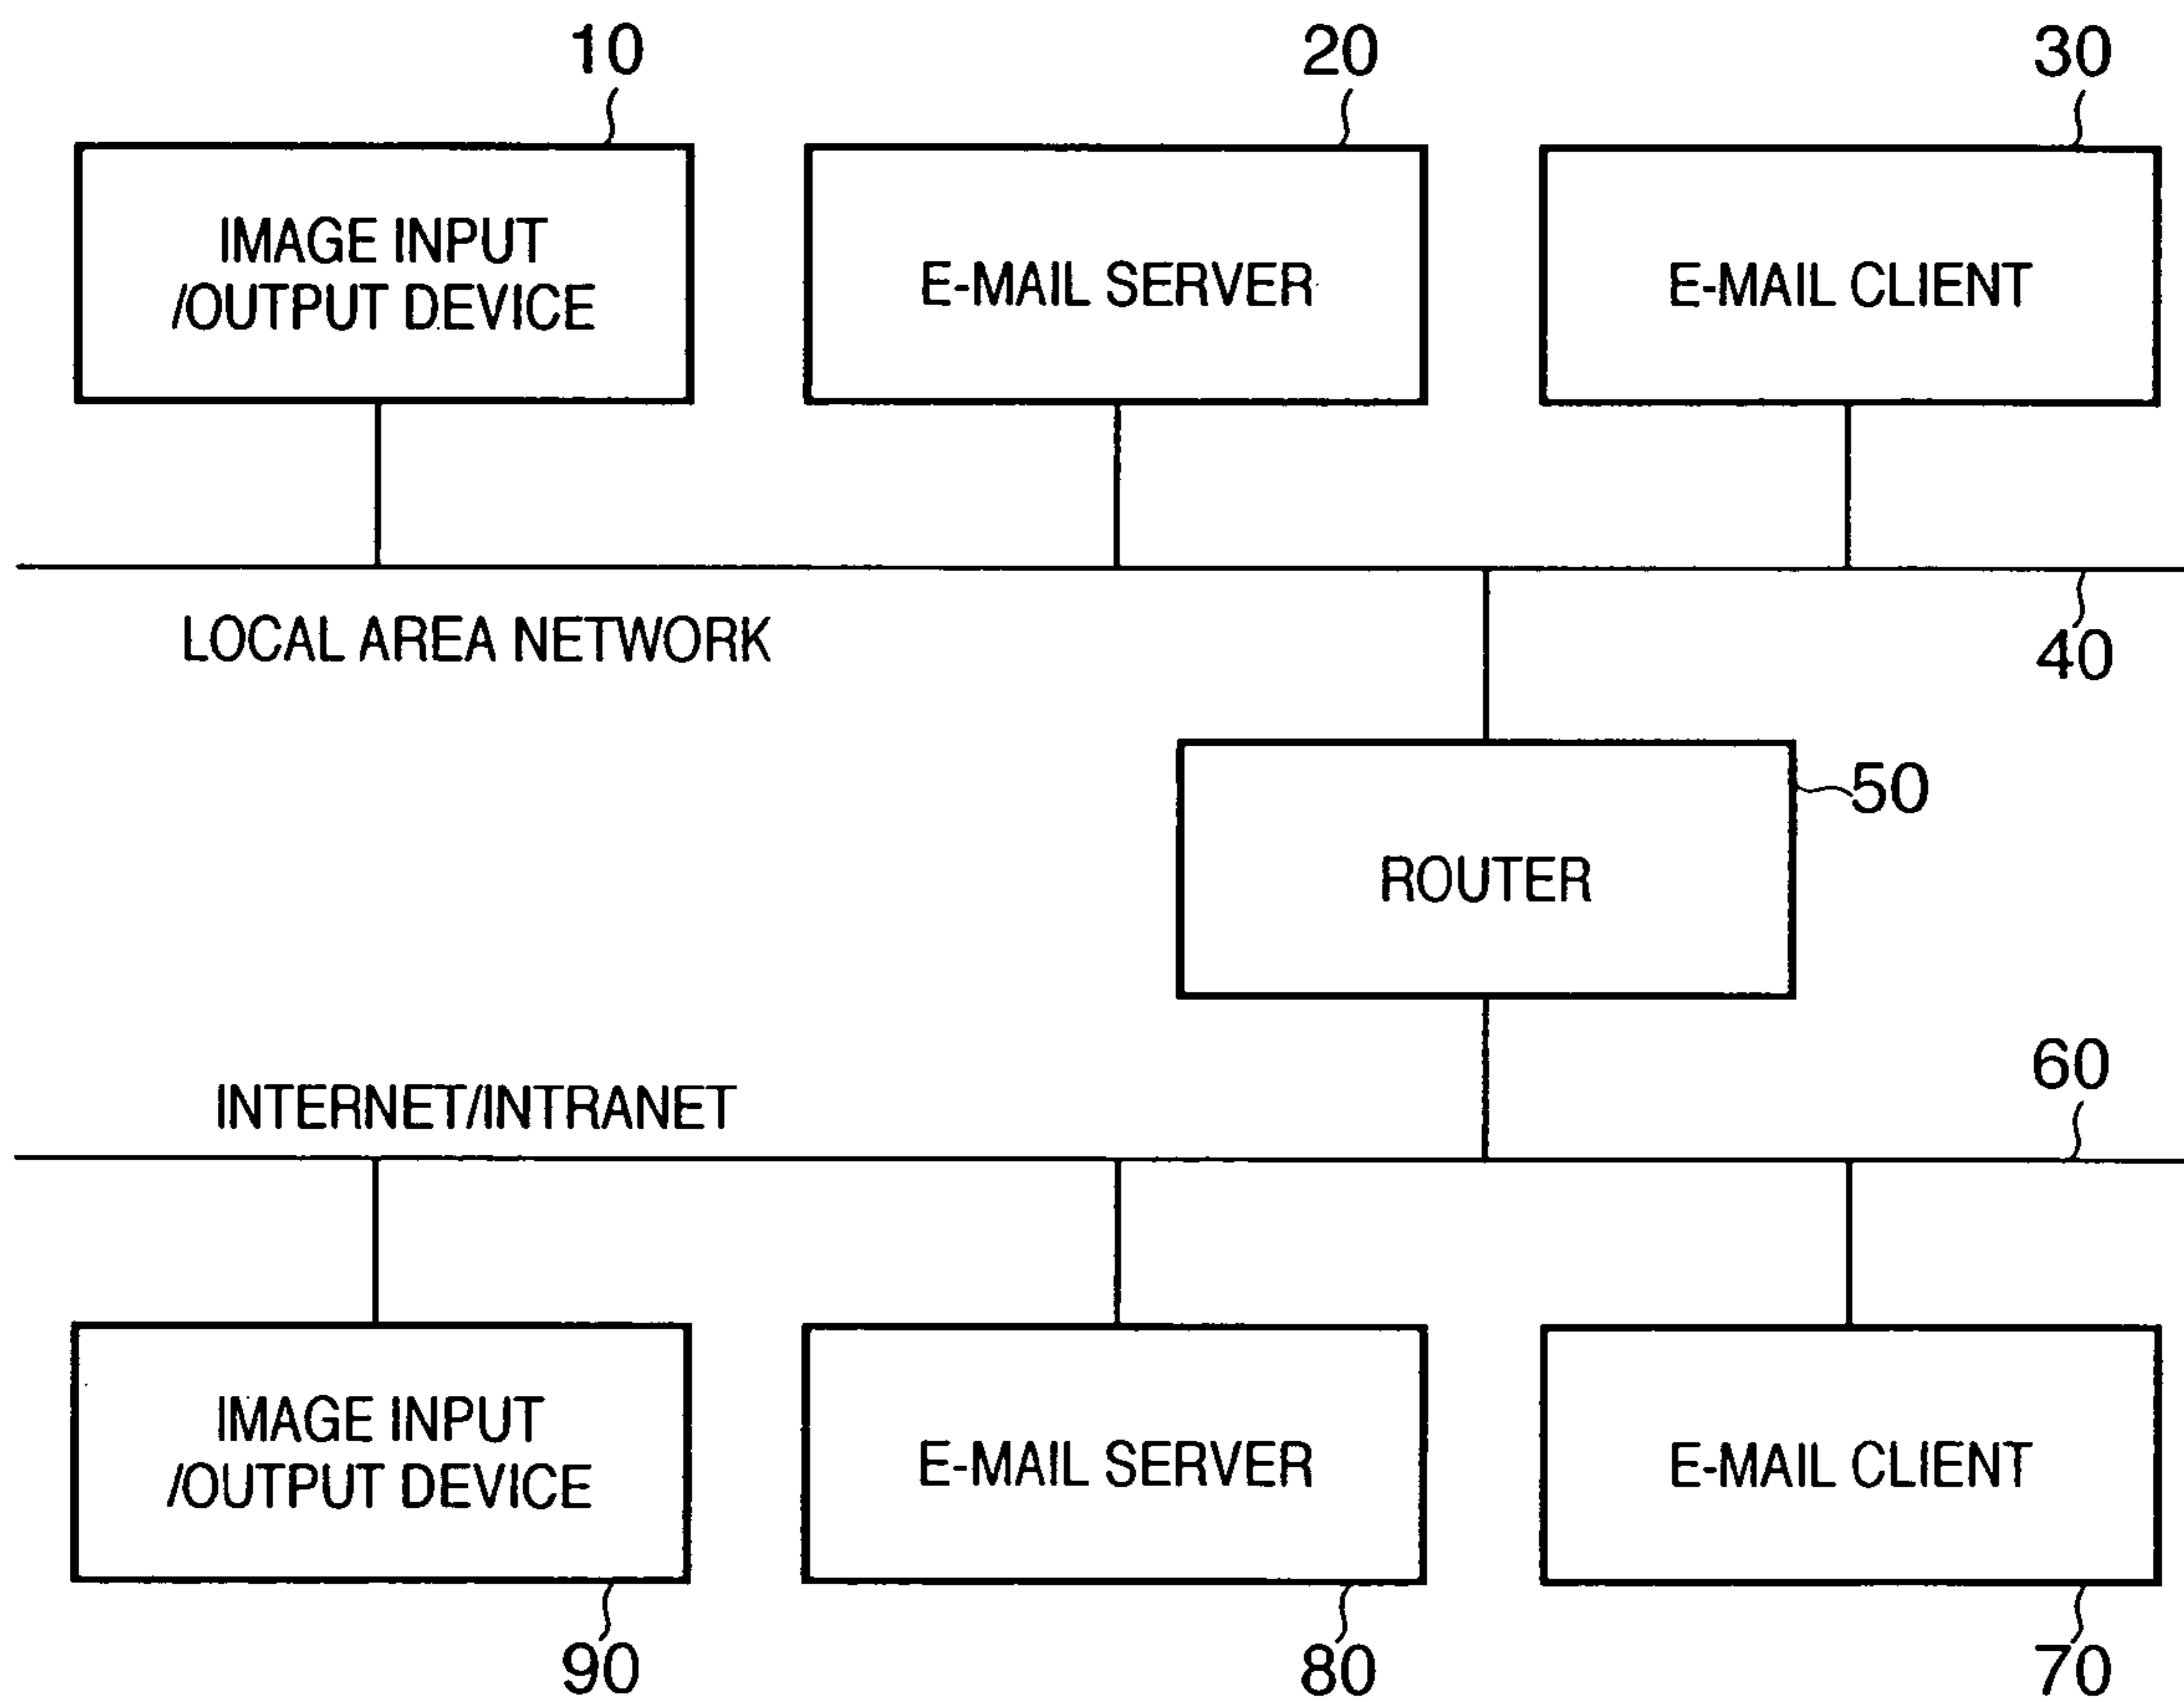 10
20
30
IMAGE INPUT
/OUTPUT DEVICE
E-MAIL SERVER
E-MAIL CLIENT
LOCAL AREA NETWORK
40
50
ROUTER
60
INTERNET/INTRANET
IMAGE INPUT
/OUTPUT DEVICE
E-MAIL SERVER
E-MAIL CLIENT
90
80
70